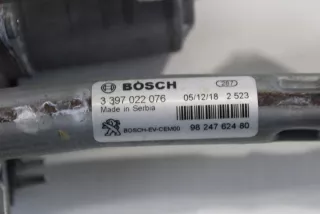 BOSCH 287
3 397 022 076 05/12/18 2 523
Made in Serbia
BOSCH-EV-CEM00 98 247 624 80